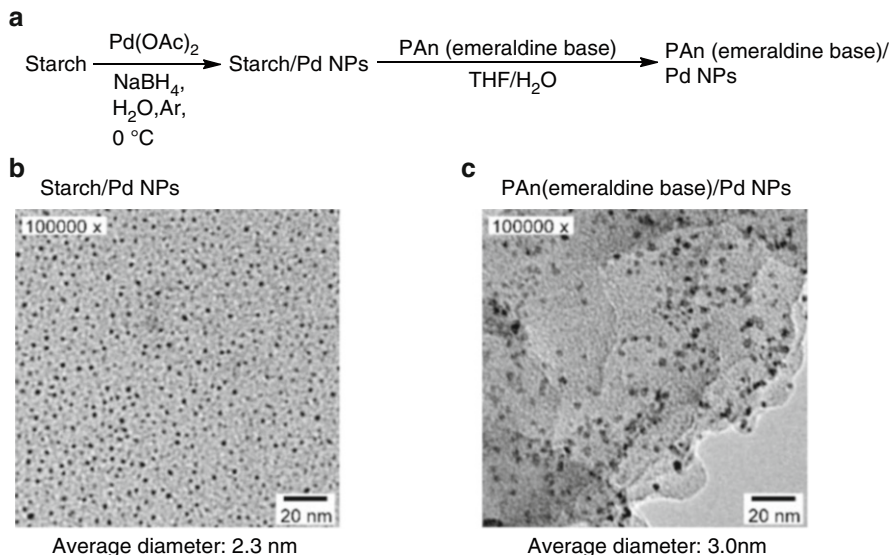 a
Starch
Pd(OAc)2
NaBH4,
H2O,Ar,
0 °C
Starch/Pd NPs
PAn (emeraldine base)
THF/H2O
PAn (emeraldine base)/
Pd NPs
b
Starch/Pd NPs
100000 x
20 nm
Average diameter: 2.3 nm
c
PAn(emeraldine base)/Pd NPs
100000 x
20 nm
Average diameter: 3.0nm